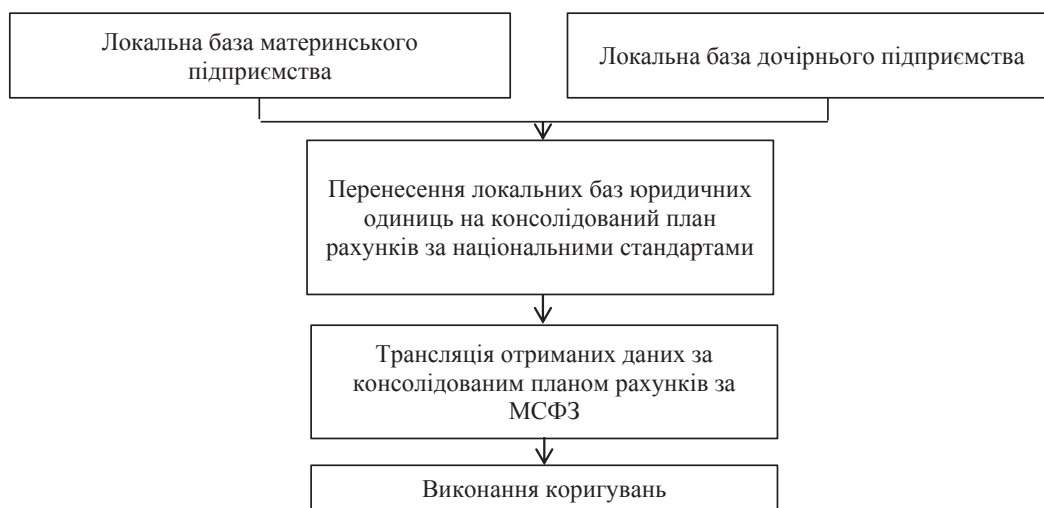 Локальна база материнського
підприємства
Локальна база дочірнього підприємства
Перенесення локальних баз юридичних
одиниць на консолідований план
рахунків за національними стандартами
Трансляція отриманих даних за
консолідованим планом рахунків за
МСФЗ
Виконання коригувань